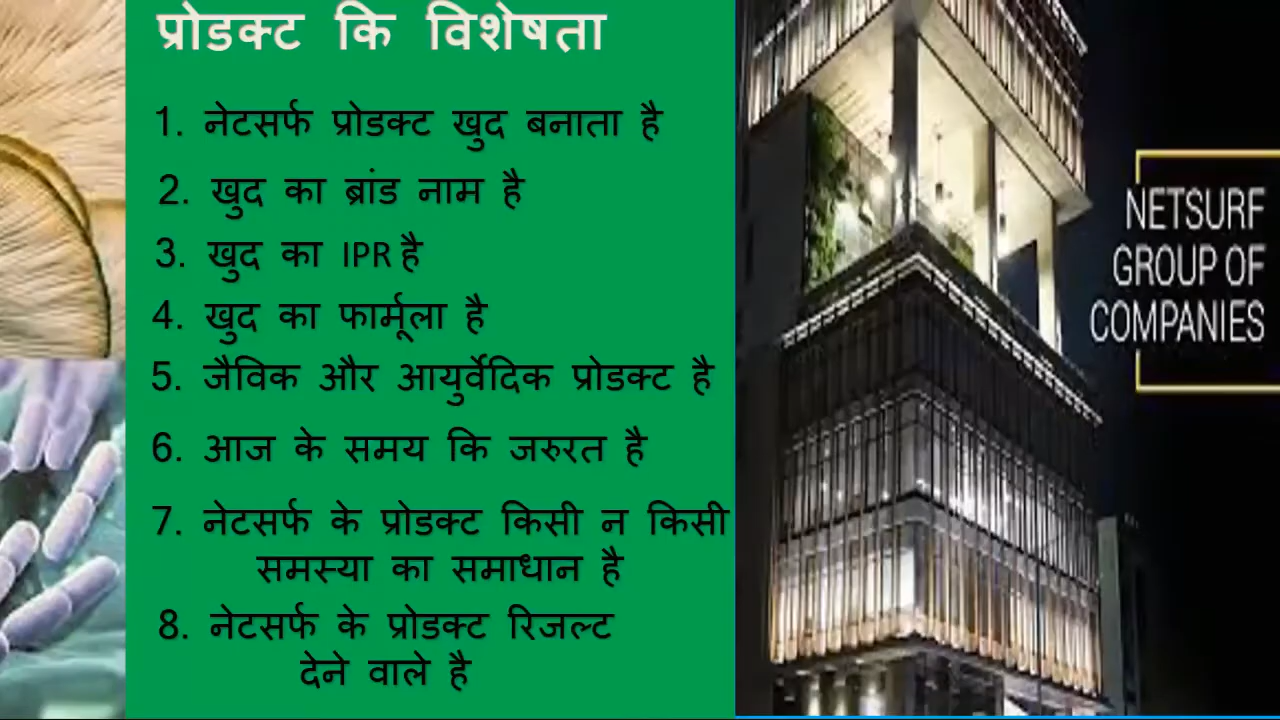 प्रोडक्ट कि विशेषता
1. नेटसर्फ प्रोडक्ट खुद बनाता है
2. खुद का ब्रांड नाम है
3. खुद का IPR है
4. खुद का फार्मूला है
5. जैविक और आयुर्वेदिक प्रोडक्ट है
6. आज के समय कि जरुरत है
7. नेटसर्फ के प्रोडक्ट किसी न किसी
समस्या का समाधान है
8. नेटसर्फ के प्रोडक्ट रिजल्ट
देने वाले है
NETSURF
GROUP OF
COMPANIES